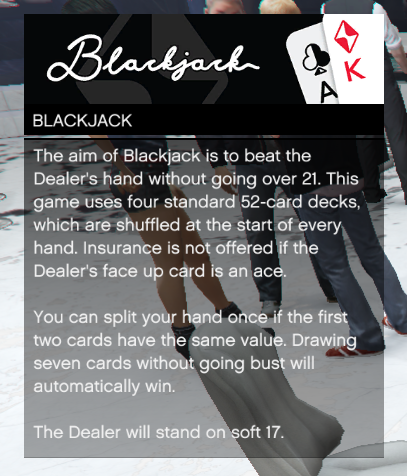 Blackjack
A
K
BLACKJACK
The aim of Blackjack is to beat the
Dealer's hand without going over 21. This
game uses four standard 52-card decks,
which are shuffled at the start of every
hand. Insurance is not offered if the
Dealer's face up card is an ace.
You can split your hand once if the first
two cards have the same value. Drawing
seven cards without going bust will
automatically win.
The Dealer will stand on soft 17.